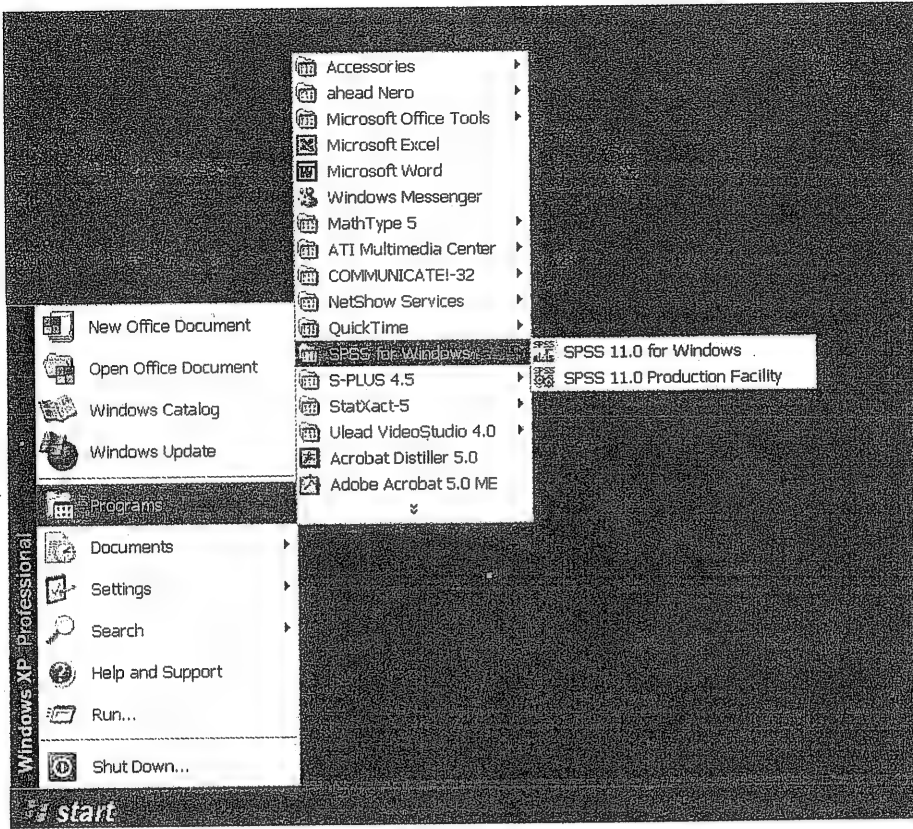 Accessories
ahead Nero
Microsoft Office Tools
Microsoft Excel
Microsoft Word
Windows Messenger
MathType 5
ATI Multimedia Center
COMMUNICATE!-32
NetShow Services
QuickTime
SPSS for Windows
S-PLUS 4.5
StatXact-5
Ulead VideoStudio 4.0
Acrobat Distiller 5.0
Adobe Acrobat 5.0 ME
SPSS 11.0 for Windows
SPSS 11.0 Production Facility
New Office Document
Open Office Document
Windows Catalog
Windows Update
Programs
Documents
Settings
Search
Help and Support
Run...
Shut Down...
Windows XP Professional
start